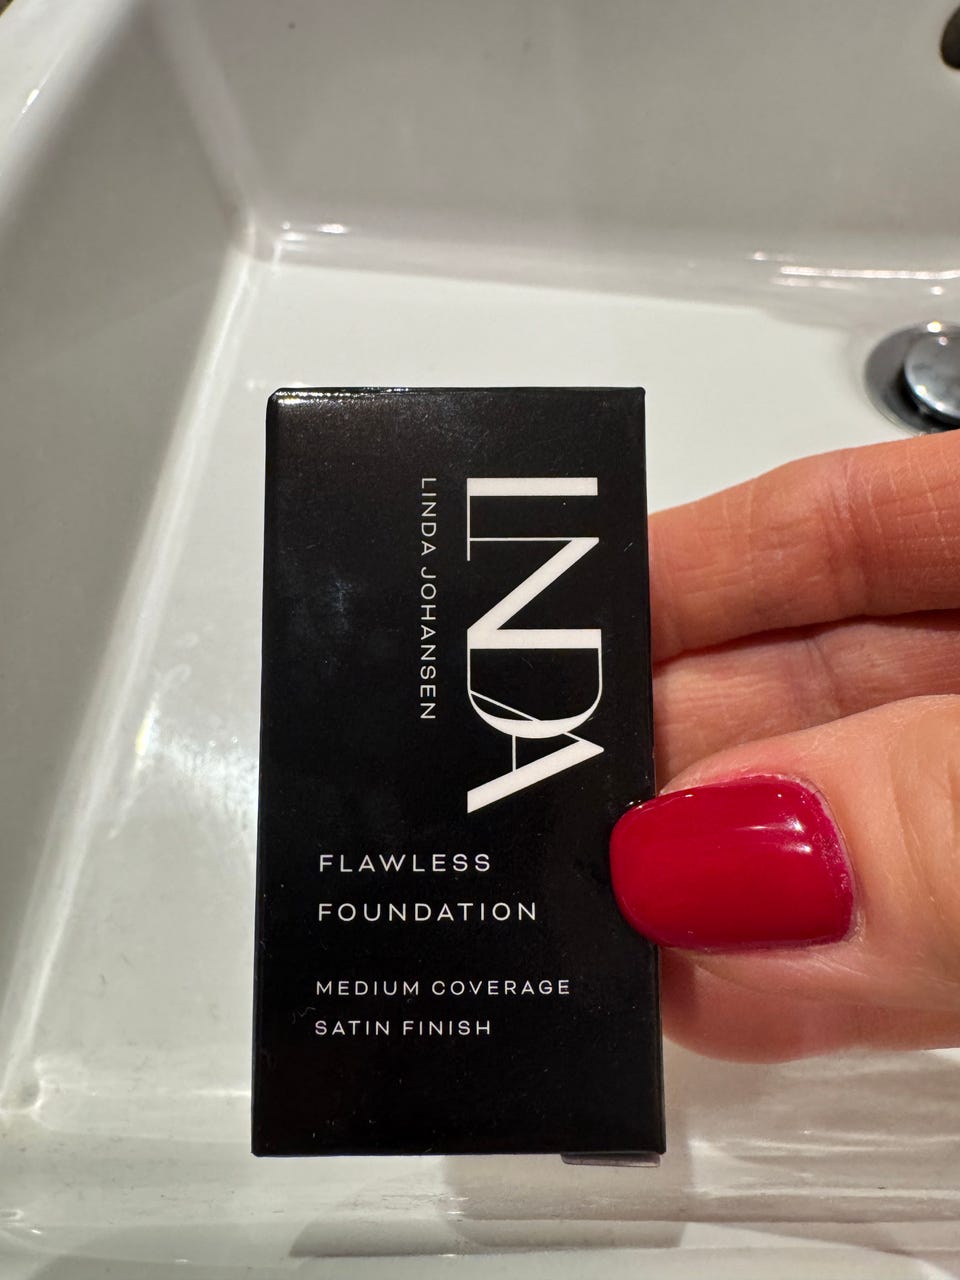 LNDA
LINDA JOHANSEN
FLAWLESS
FOUNDATION
MEDIUM COVERAGE
SATIN FINISH